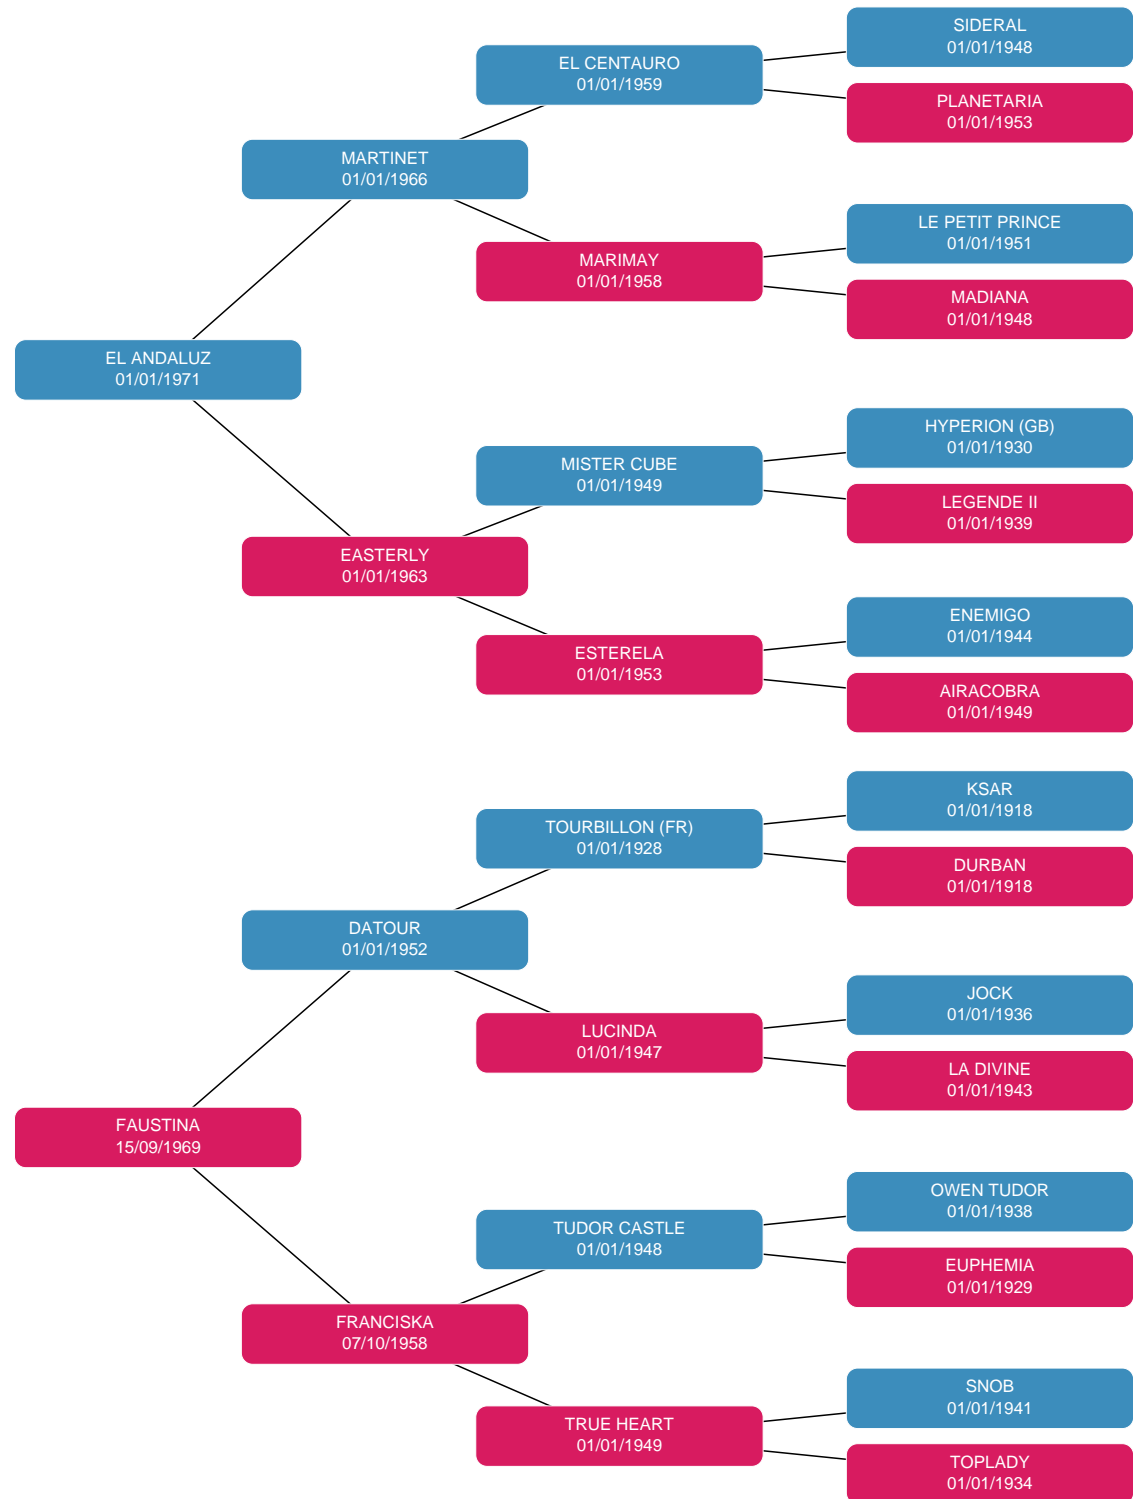 SIDERAL
01/01/1948
EL CENTAURO
01/01/1959
PLANETARIA
01/01/1953
MARTINET
01/01/1966
LE PETIT PRINCE
01/01/1951
MARIMAY
01/01/1958
MADIANA
01/01/1948
EL ANDALUZ
01/01/1971
HYPERION (GB)
01/01/1930
MISTER CUBE
01/01/1949
LEGENDE II
01/01/1939
EASTERLY
01/01/1963
ENEMIGO
01/01/1944
ESTERELA
01/01/1953
AIRACOBRA
01/01/1949
KSAR
01/01/1918
TOURBILLON (FR)
01/01/1928
DURBAN
01/01/1918
DATOUR
01/01/1952
JOCK
01/01/1936
LUCINDA
01/01/1947
LA DIVINE
01/01/1943
FAUSTINA
15/09/1969
OWEN TUDOR
01/01/1938
TUDOR CASTLE
01/01/1948
EUPHEMIA
01/01/1929
FRANCISKA
07/10/1958
SNOB
01/01/1941
TRUE HEART
01/01/1949
TOPLADY
01/01/1934